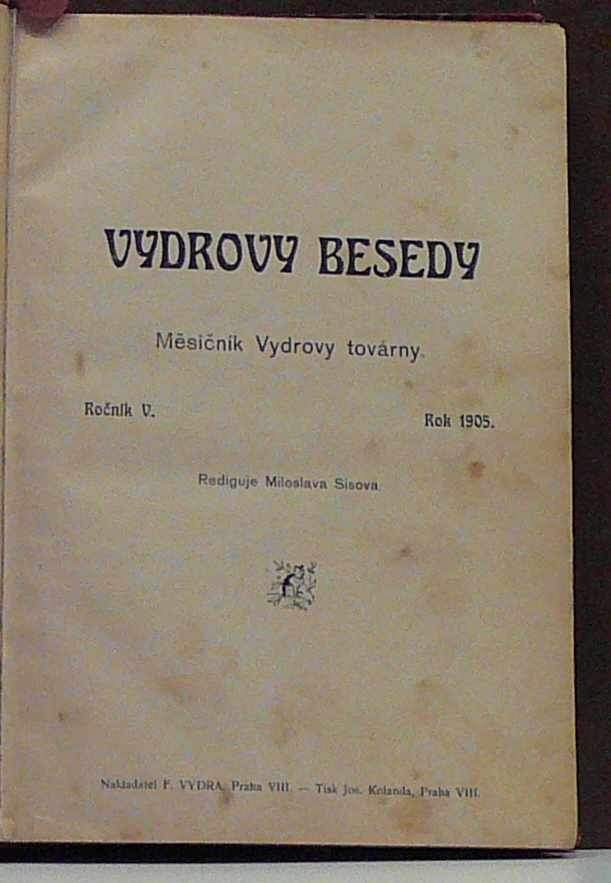 VYDROVY BESEDY
Měsíčník Vydrovy továrny.
Ročník V.
Rok 1905.
Rediguje Miloslava Sísova.
Nakladatel F. VYDRA, Praha VIII. — Tisk Jos. Kolanda, Praha VIII.